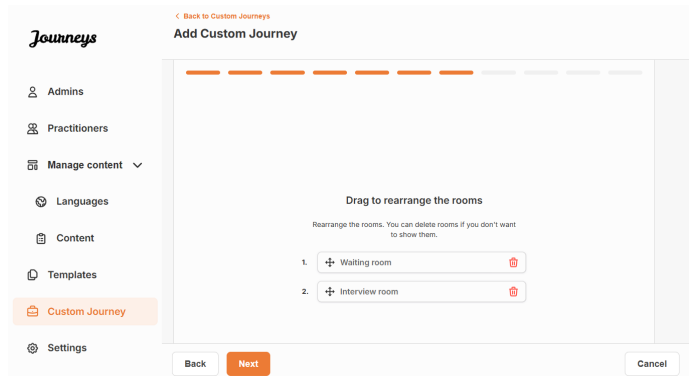 Journeys
Admins
Practitioners
Manage content
Languages
Content
Templates
Custom Journey
Settings
Back to Custom Journeys
Add Custom Journey
Drag to rearrange the rooms
Rearrange the rooms. You can delete rooms if you don't want
to show them.
1. Waiting room
2. Interview room
Back
Next
Cancel